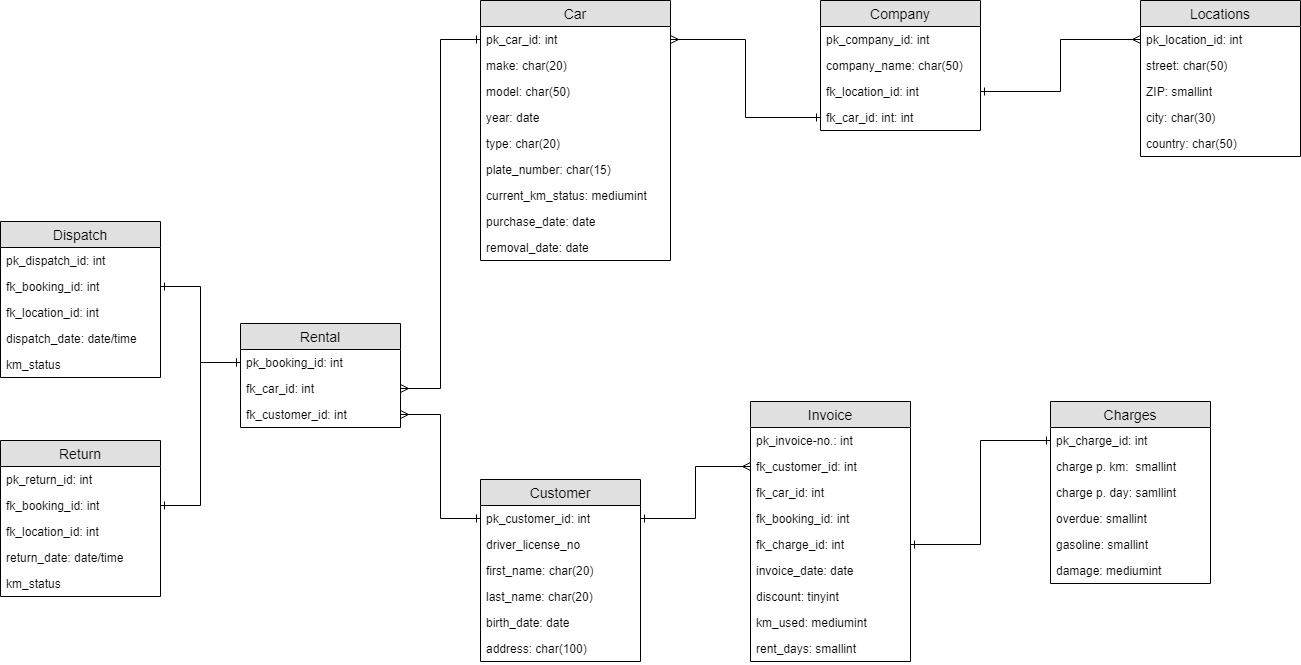 Car
pk_car_id: int
make: char(20)
model: char(50)
year: date
type: char(20)
plate_number: char(15)
current_km_status: mediumint
purchase_date: date
removal_date: date
Company
pk_company_id: int
company_name: char(50)
fk_location_id: int
fk_car_id: int: int
Locations
pk_location_id: int
street: char(50)
ZIP: smallint
city: char(30)
country: char(50)
Dispatch
pk_dispatch_id: int
fk_booking_id: int
fk_location_id: int
dispatch_date: date/time
km_status
Rental
pk_booking_id: int
fk_car_id: int
fk_customer_id: int
Return
pk_return_id: int
fk_booking_id: int
fk_location_id: int
return_date: date/time
km_status
Customer
pk_customer_id: int
driver_license_no
first_name: char(20)
last_name: char(20)
birth_date: date
address: char(100)
Invoice
pk_invoice-no.: int
fk_customer_id: int
fk_car_id: int
fk_booking_id: int
fk_charge_id: int
invoice_date: date
discount: tinyint
km_used: mediumint
rent_days: smallint
Charges
pk_charge_id: int
charge p. km: smallint
charge p. day: samllint
overdue: smallint
gasoline: smallint
damage: mediumint